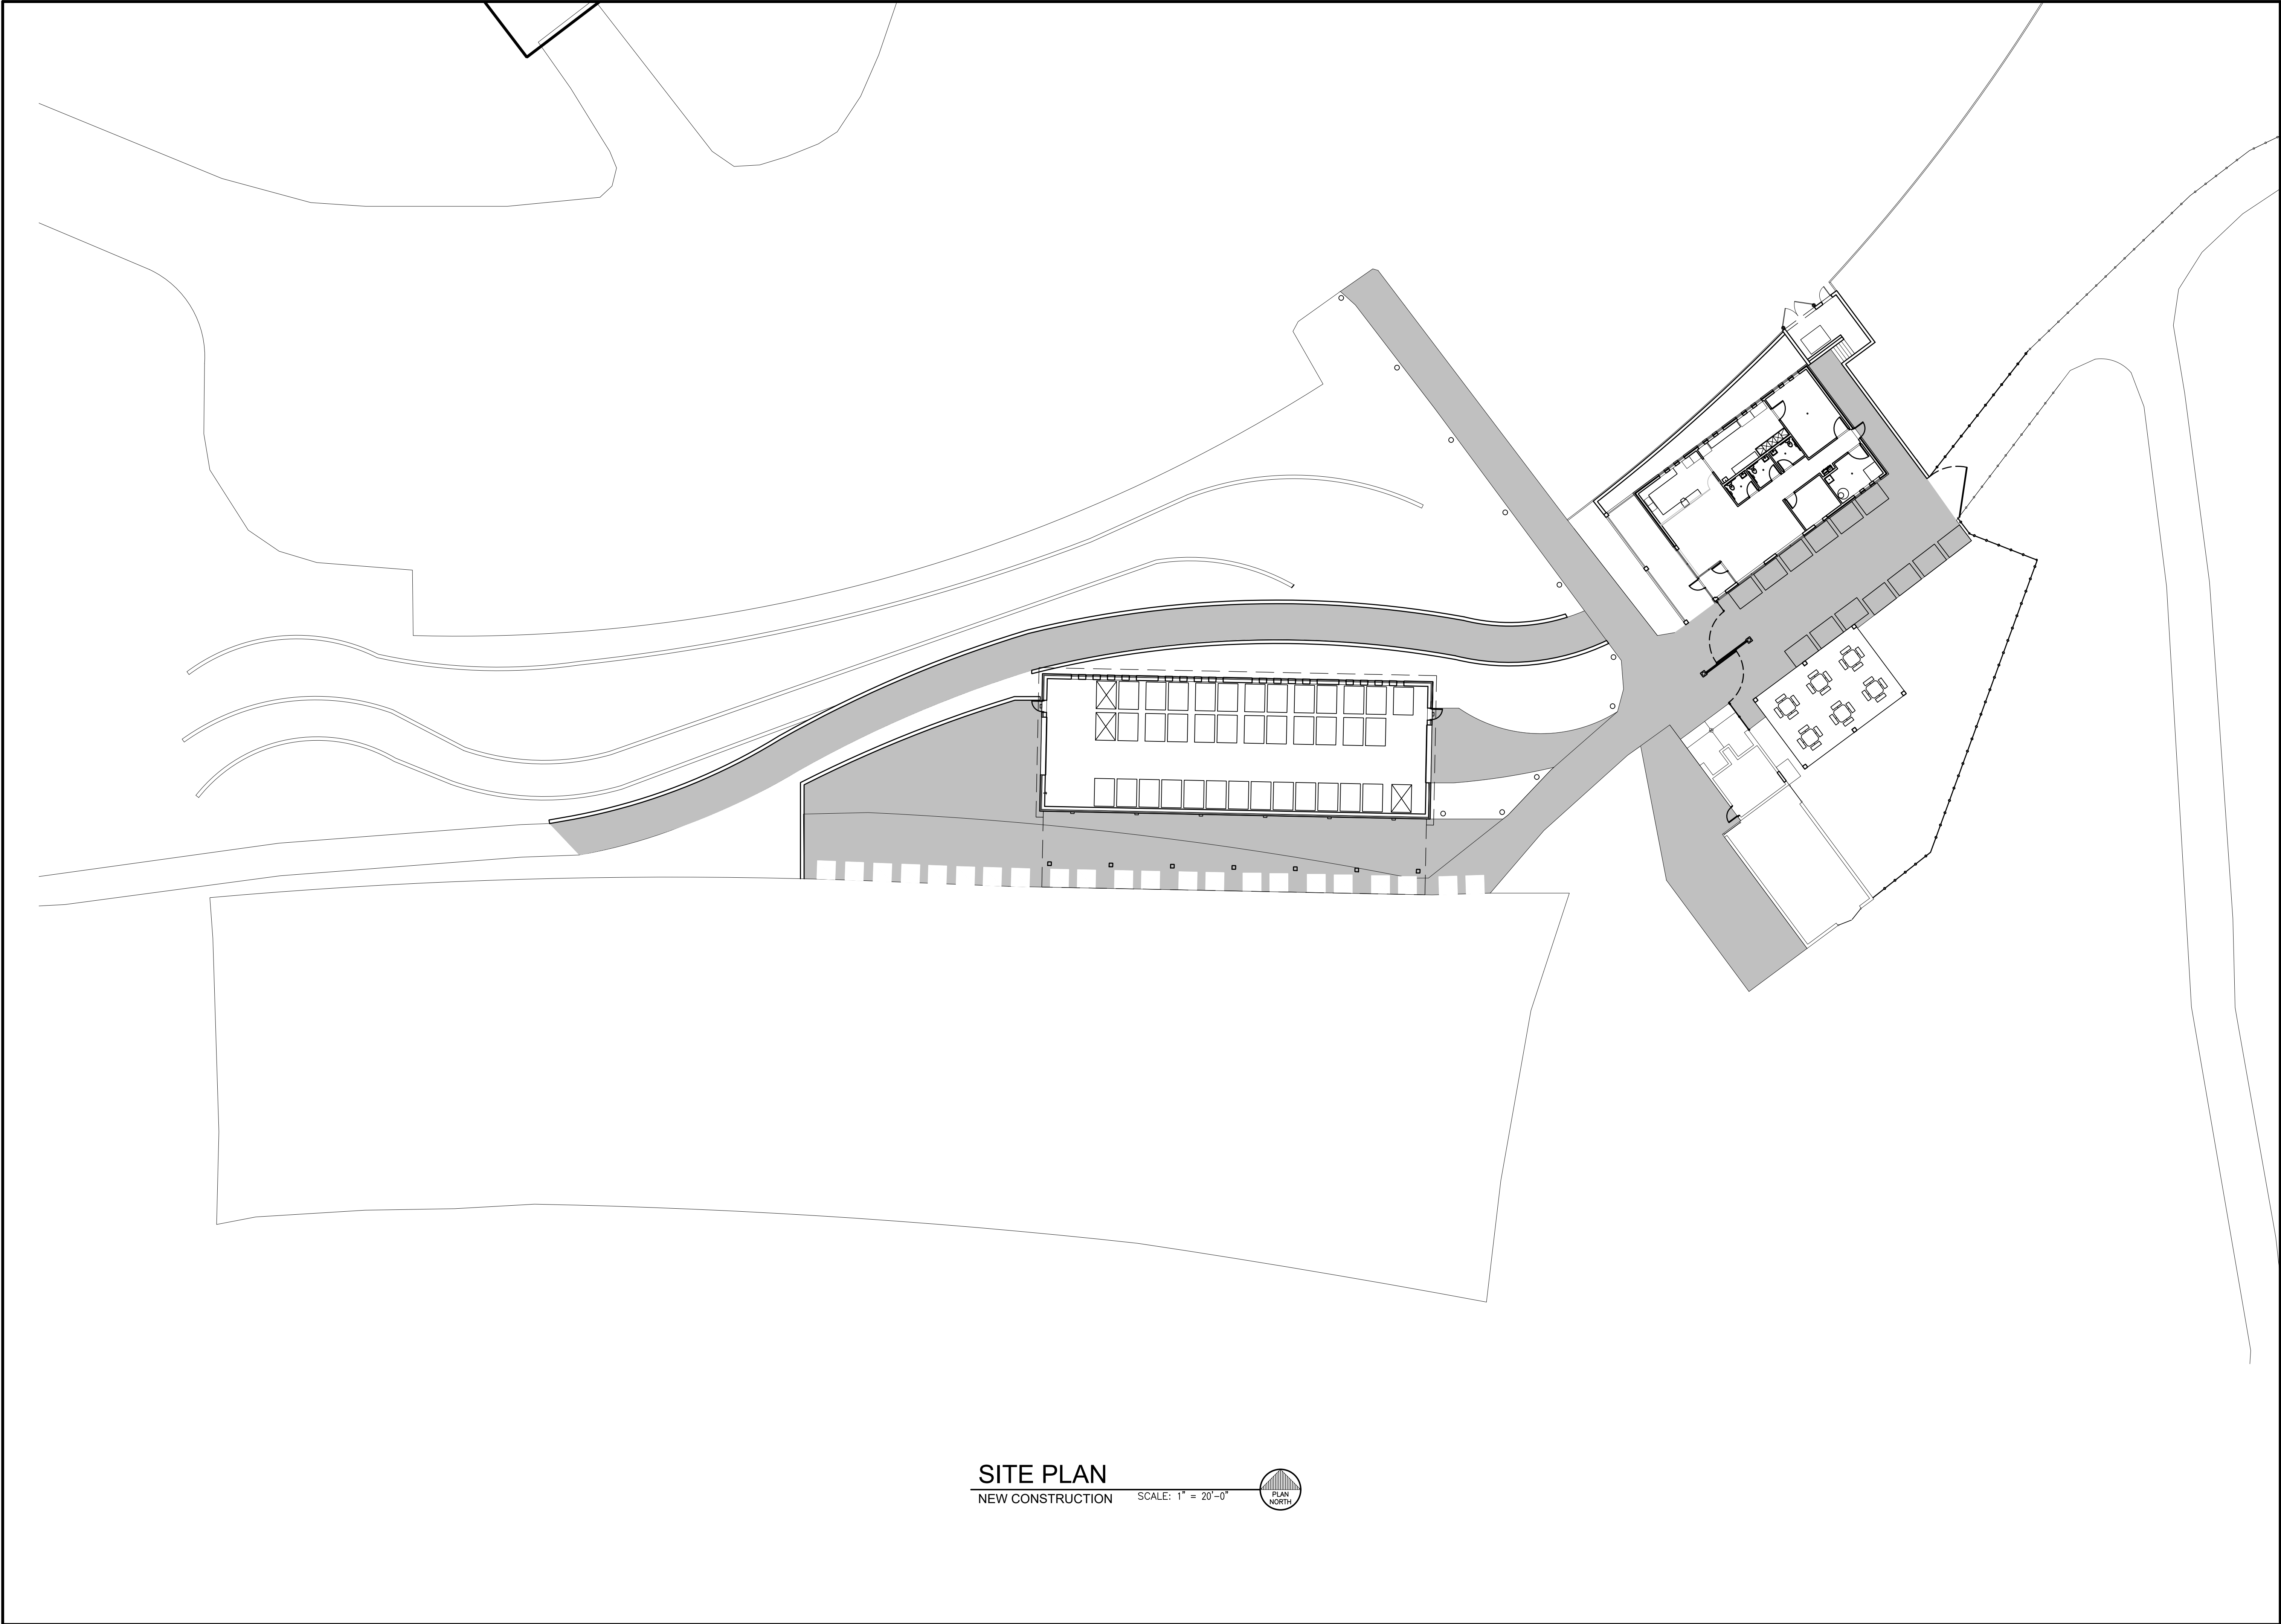 SITE PLAN
NEW CONSTRUCTION
SCALE: 1" = 20'-0"
PLAN
NORTH